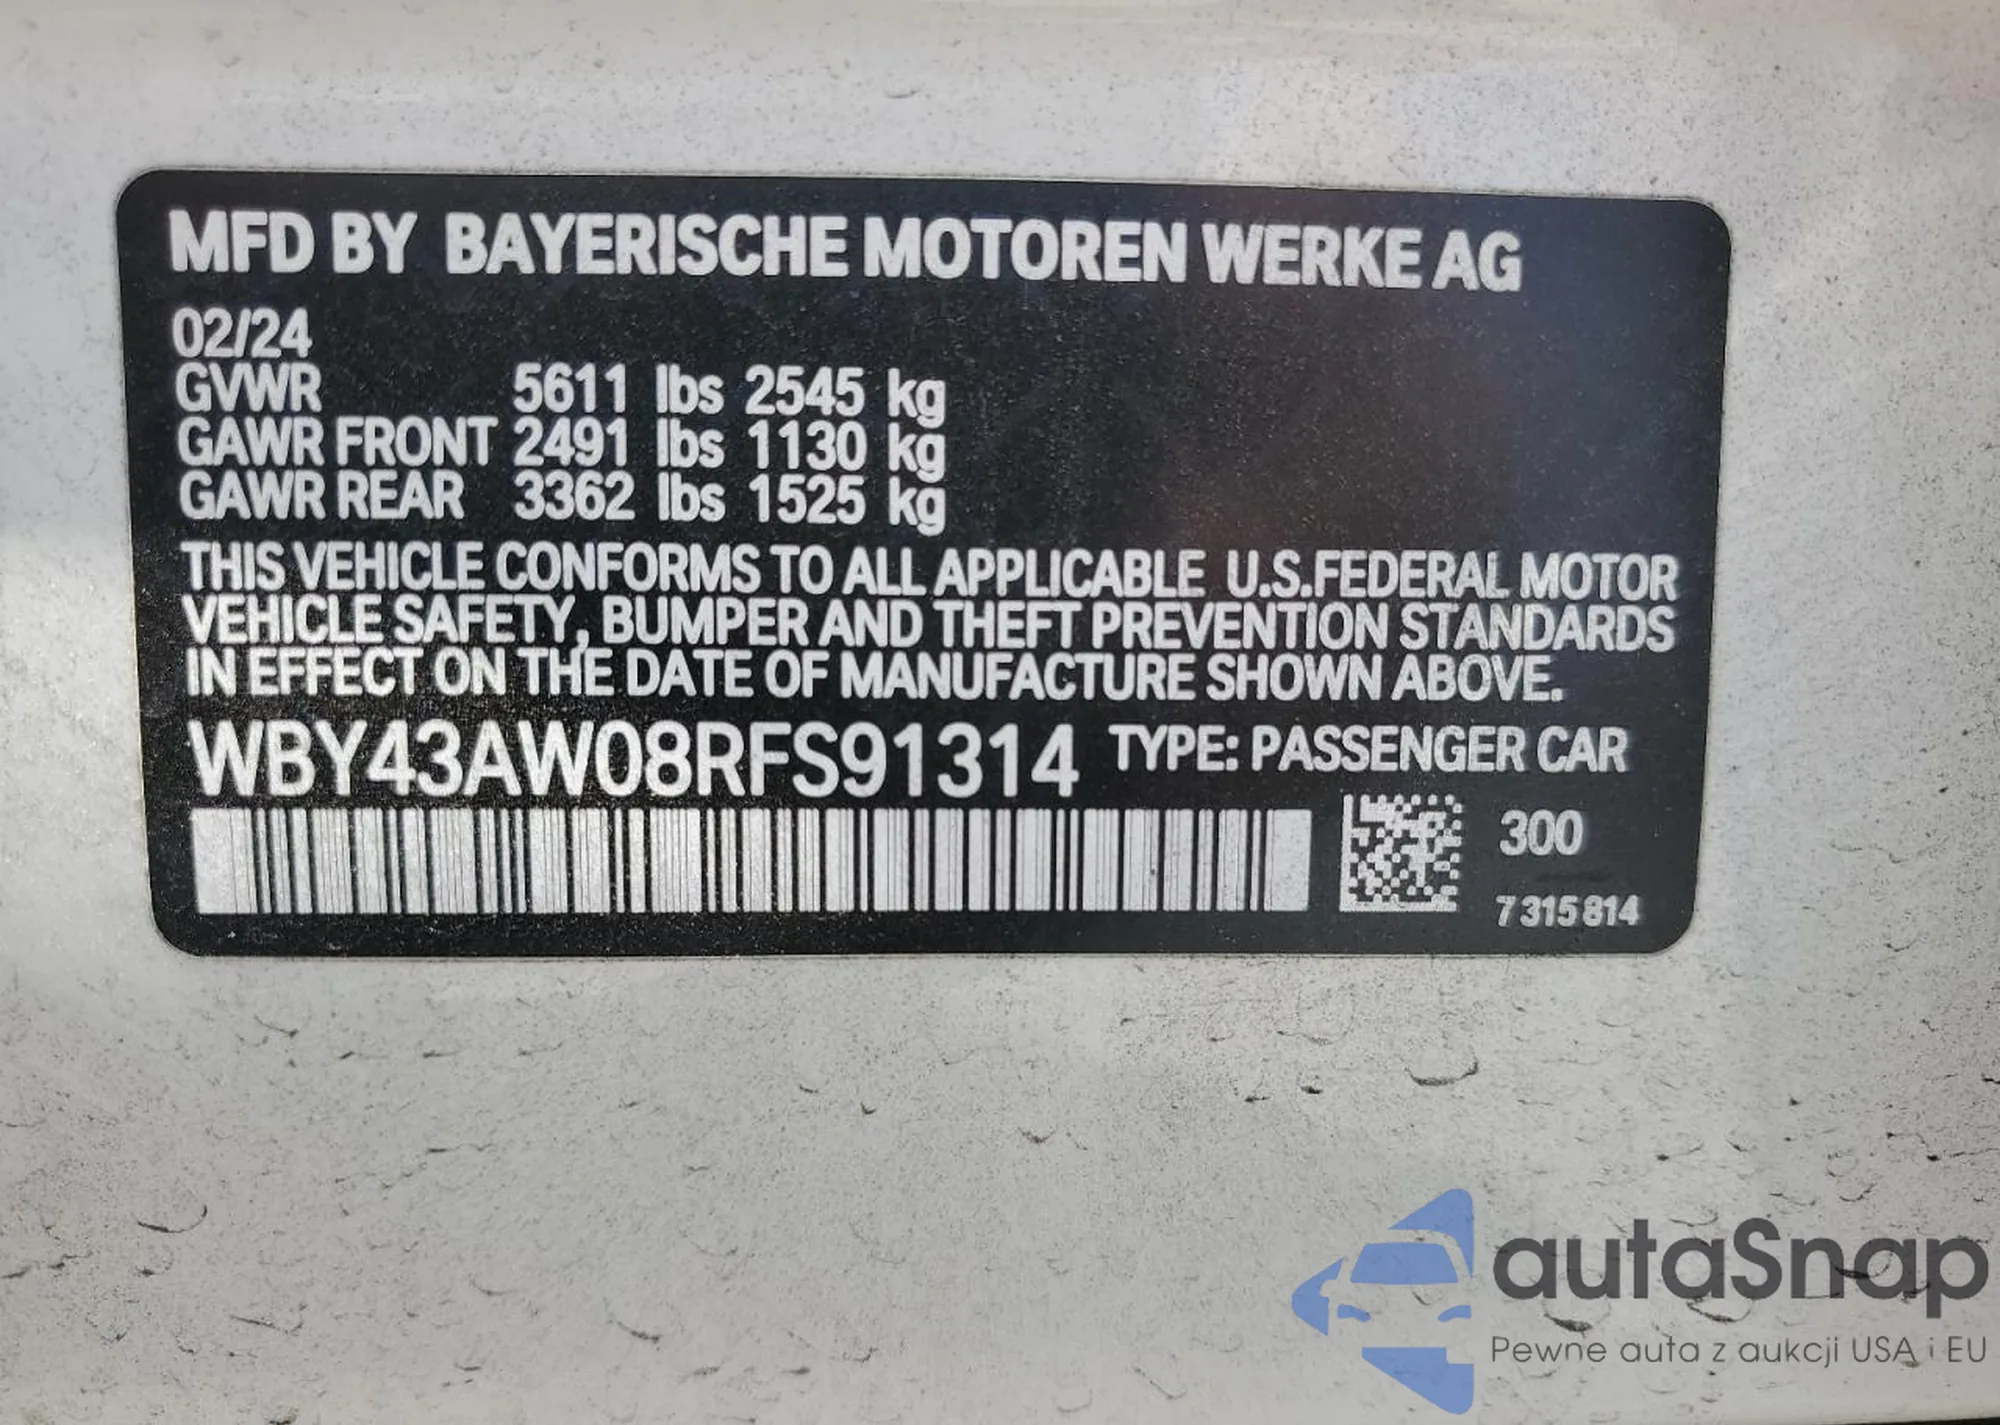 MFD BY BAYERISCHE MOTOREN WERKE AG
02/24
GVWR 5611 lbs 2545 kg
GAWR FRONT 2491 lbs 1130 kg
GAWR REAR 3362 lbs 1525 kg
THIS VEHICLE CONFORMS TO ALL APPLICABLE U.S.FEDERAL MOTOR
VEHICLE SAFETY, BUMPER AND THEFT PREVENTION STANDARDS
IN EFFECT ON THE DATE OF MANUFACTURE SHOWN ABOVE.
WBY43AW08RFS91314 TYPE: PASSENGER CAR
300
7315814
autaSnap
Pewne auta z aukcji USA i EU